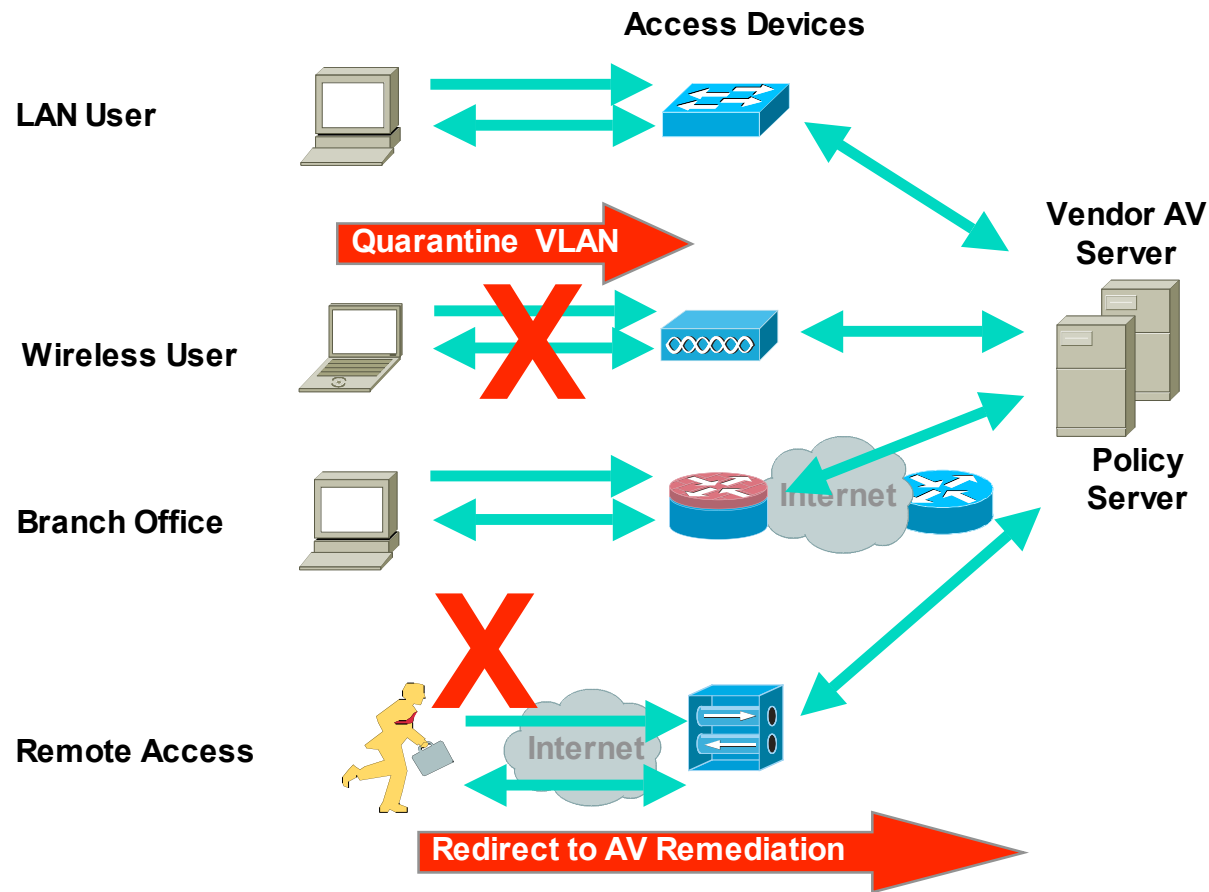 Access Devices
LAN User
Quarantine VLAN
Vendor AV
Server
Wireless User
Policy
Server
Internet
Branch Office
Remote Access
Internet
Redirect to AV Remediation